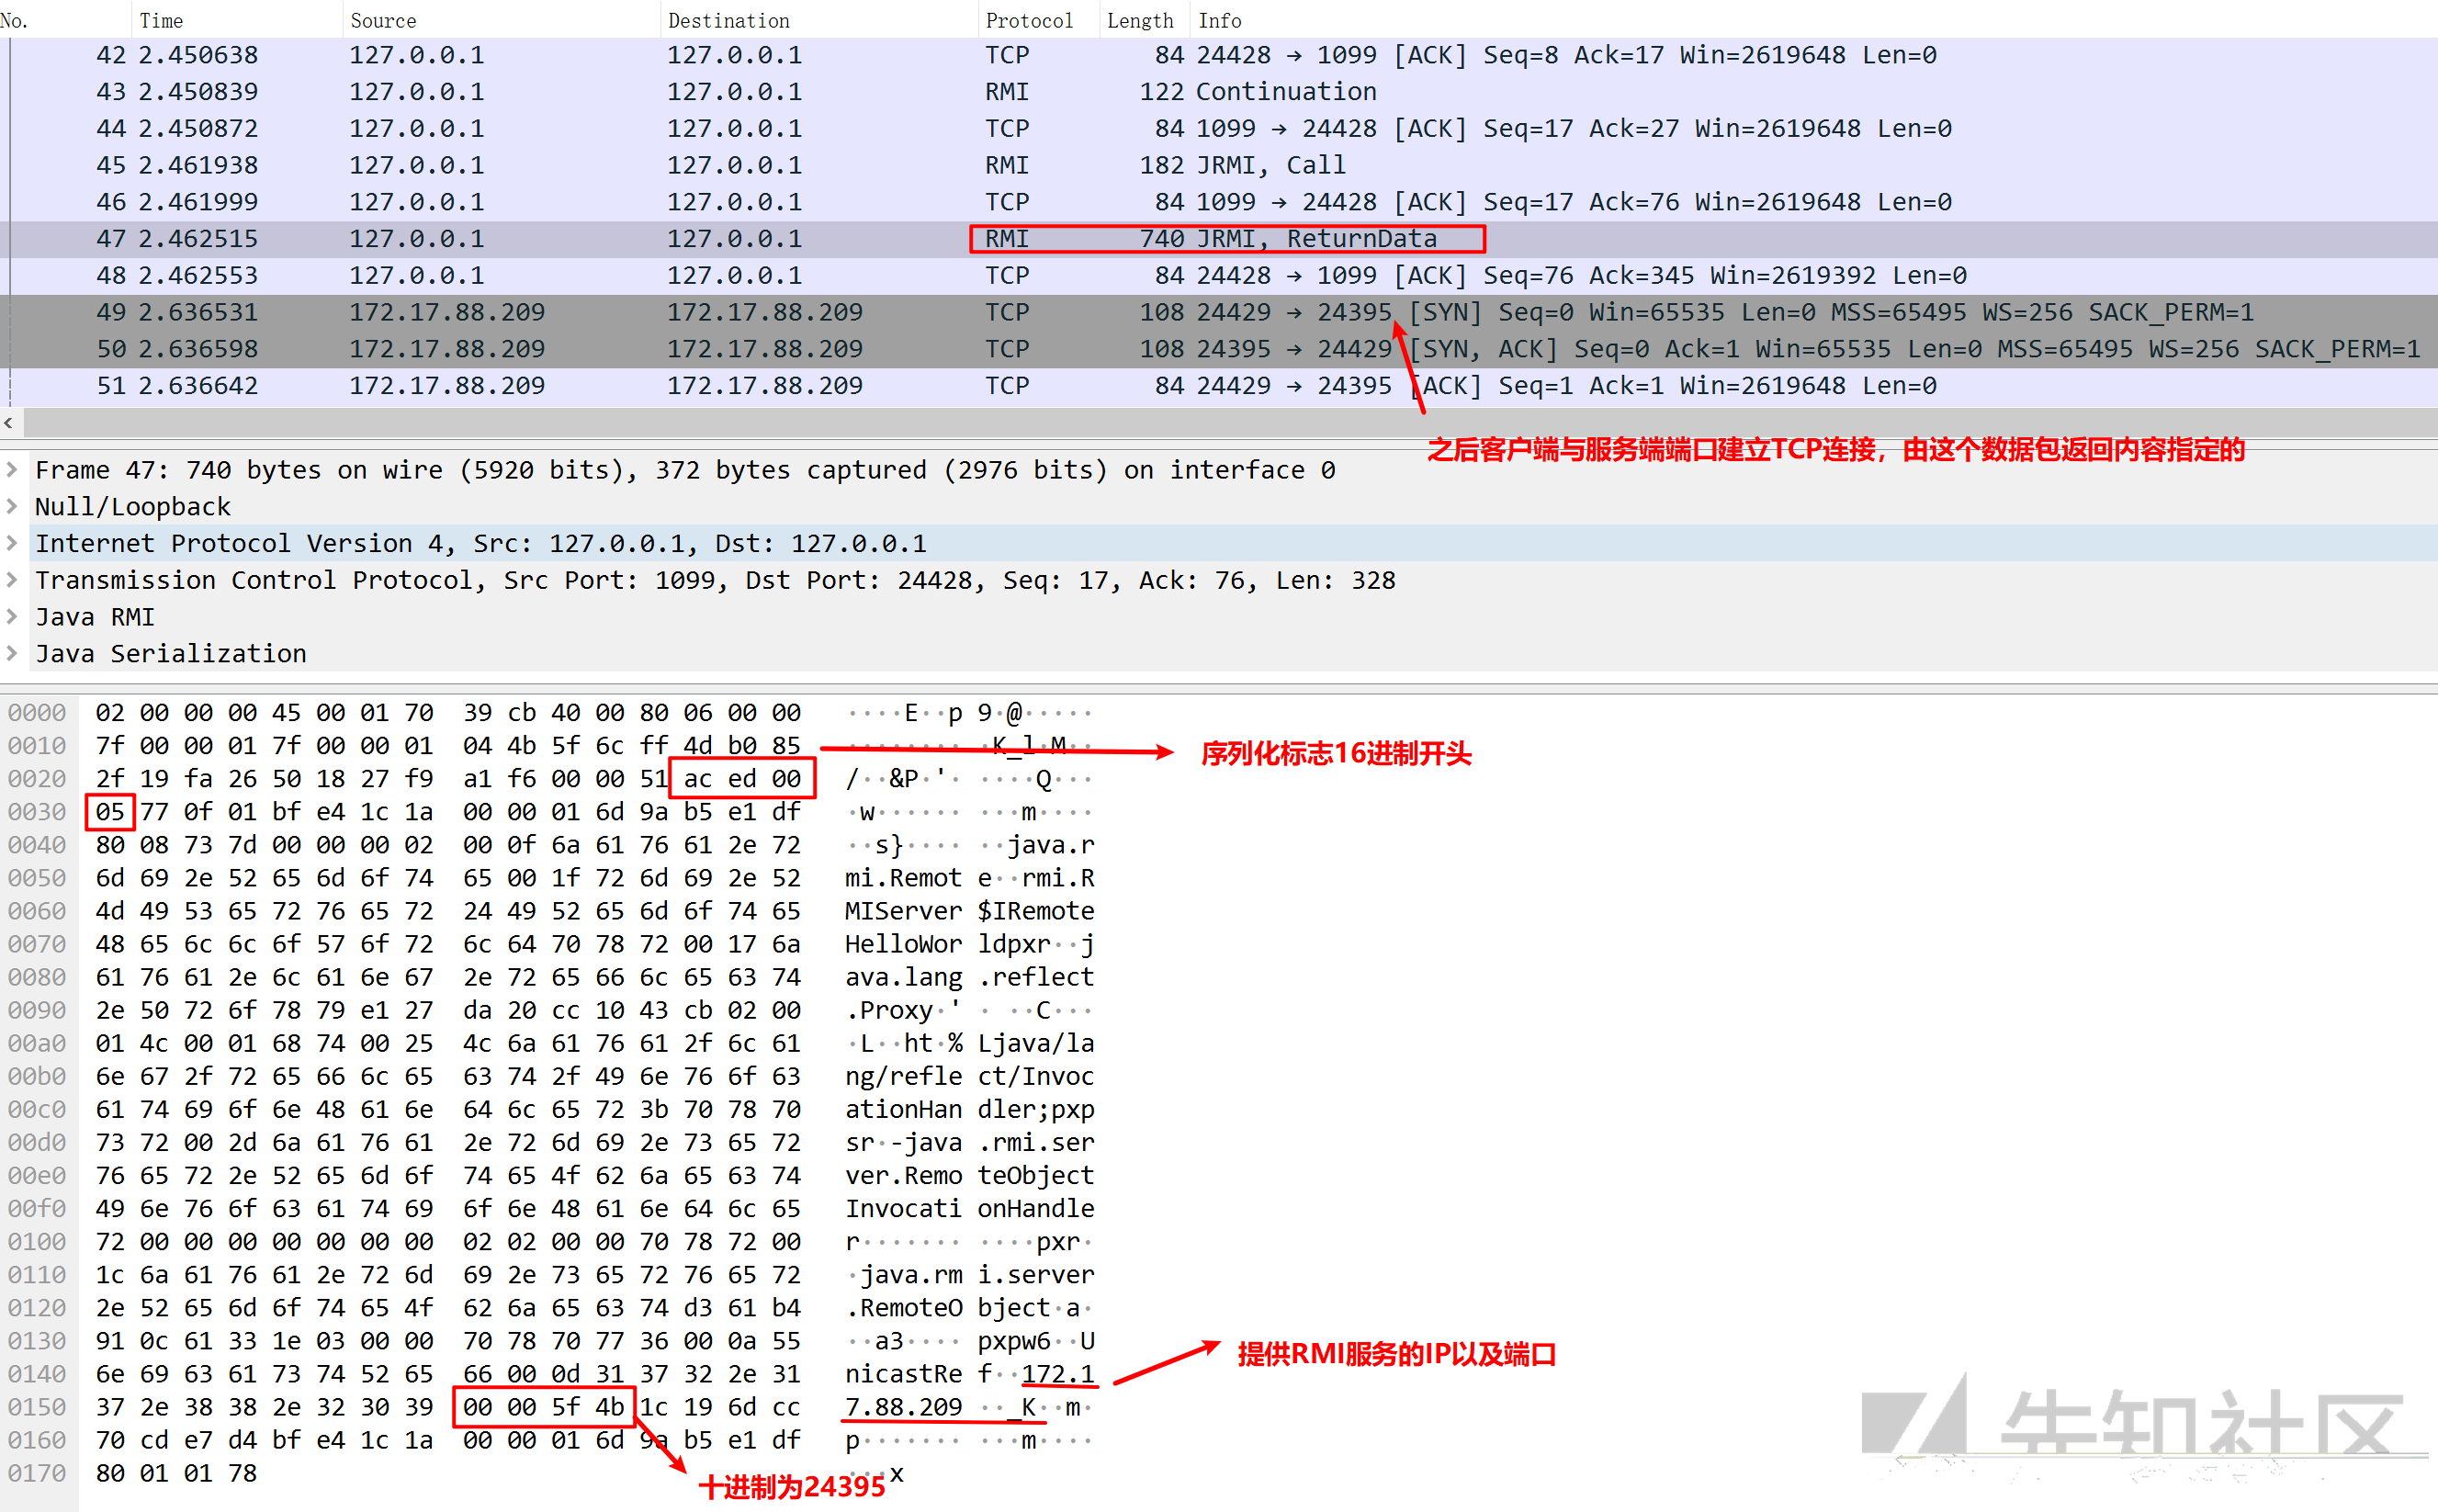 No. Time Source Destination Protocol Length Info
42 2.450638 127.0.0.1 127.0.0.1 TCP 84 24428 → 1099 [ACK] Seq=8 Ack=17 Win=2619648 Len=0
43 2.450839 127.0.0.1 127.0.0.1 RMI 122 Continuation
44 2.450872 127.0.0.1 127.0.0.1 TCP 84 1099 → 24428 [ACK] Seq=17 Ack=27 Win=2619648 Len=0
45 2.461938 127.0.0.1 127.0.0.1 RMI 182 JRMI, Call
46 2.461999 127.0.0.1 127.0.0.1 TCP 84 1099 → 24428 [ACK] Seq=17 Ack=76 Win=2619648 Len=0
47 2.462515 127.0.0.1 127.0.0.1 RMI 740 JRMI, ReturnData
48 2.462553 127.0.0.1 127.0.0.1 TCP 84 24428 → 1099 [ACK] Seq=76 Ack=345 Win=2619392 Len=0
49 2.636531 172.17.88.209 172.17.88.209 TCP 108 24429 → 24395 [SYN] Seq=0 Win=65535 Len=0 MSS=65495 WS=256 SACK_PERM=1
50 2.636598 172.17.88.209 172.17.88.209 TCP 108 24395 → 24429 [SYN, ACK] Seq=0 Ack=1 Win=65535 Len=0 MSS=65495 WS=256 SACK_PERM=1
51 2.636642 172.17.88.209 172.17.88.209 TCP 84 24429 → 24395 [ACK] Seq=1 Ack=1 Win=2619648 Len=0
之后客户端与服务端端口建立TCP连接，由这个数据包返回内容指定的
Frame 47: 740 bytes on wire (5920 bits), 372 bytes captured (2976 bits) on interface 0
Null/Loopback
Internet Protocol Version 4, Src: 127.0.0.1, Dst: 127.0.0.1
Transmission Control Protocol, Src Port: 1099, Dst Port: 24428, Seq: 17, Ack: 76, Len: 328
Java RMI
Java Serialization
0000 02 00 00 00 45 00 01 70 39 cb 40 00 80 06 00 00 ····E··p 9·@·····
0010 7f 00 00 01 7f 00 00 01 04 4b 5f 6c ff 4d b0 85 ········ ·K_l·M··
序列化标志16进制开头
0020 2f 19 fa 26 50 18 27 f9 a1 f6 00 00 51 ac ed 00 /··&P·'· ····Q···
0030 05 77 0f 01 bf e4 1c 1a 00 00 01 6d 9a b5 e1 df ·w······ ···m····
0040 80 08 73 7d 00 00 00 02 00 0f 6a 61 76 61 2e 72 ··s}···· ··java.r
0050 6d 69 2e 52 65 6d 6f 74 65 00 1f 72 6d 69 2e 52 mi.Remot e··rmi.R
0060 4d 49 53 65 72 76 65 72 24 49 52 65 6d 6f 74 65 MIServer $IRemote
0070 48 65 6c 6c 6f 57 6f 72 6c 64 70 78 72 00 17 6a HelloWor ldpxr··j
0080 61 76 61 2e 6c 61 6e 67 2e 72 65 66 6c 65 63 74 ava.lang .reflect
0090 2e 50 72 6f 78 79 e1 27 da 20 cc 10 43 cb 02 00 .Proxy·' · ··C···
00a0 01 4c 00 01 68 74 00 25 4c 6a 61 76 61 2f 6c 61 ·L··ht·% Ljava/la
00b0 6e 67 2f 72 65 66 6c 65 63 74 2f 49 6e 76 6f 63 ng/refle ct/Invoc
00c0 61 74 69 6f 6e 48 61 6e 64 6c 65 72 3b 70 78 70 ationHan dler;pxp
00d0 73 72 00 2d 6a 61 76 61 2e 72 6d 69 2e 73 65 72 sr·-java .rmi.ser
00e0 76 65 72 2e 52 65 6d 6f 74 65 4f 62 6a 65 63 74 ver.Remo teObject
00f0 49 6e 76 6f 63 61 74 69 6f 6e 48 61 6e 64 6c 65 Invocati onHandle
0100 72 00 00 00 00 00 00 00 02 02 00 00 70 78 72 00 r······· ····pxr·
0110 1c 6a 61 76 61 2e 72 6d 69 2e 73 65 72 76 65 72 ·java.rm i.server
0120 2e 52 65 6d 6f 74 65 4f 62 6a 65 63 74 d3 61 b4 .RemoteO bject·a·
0130 91 0c 61 33 1e 03 00 00 70 78 70 77 36 00 0a 55 ··a3···· pxpw6··U
提供RMI服务的IP以及端口
0140 6e 69 63 61 73 74 52 65 66 00 0d 31 37 32 2e 31 nicastRe f··172.1
0150 37 2e 38 38 2e 32 30 39 00 00 5f 4b 1c 19 6d cc 7.88.209 ··_K··m·
0160 70 cd e7 d4 bf e4 1c 1a 00 00 01 6d 9a b5 e1 df p······· ···m····
0170 80 01 01 78 ···x
十进制为24395
先知社区